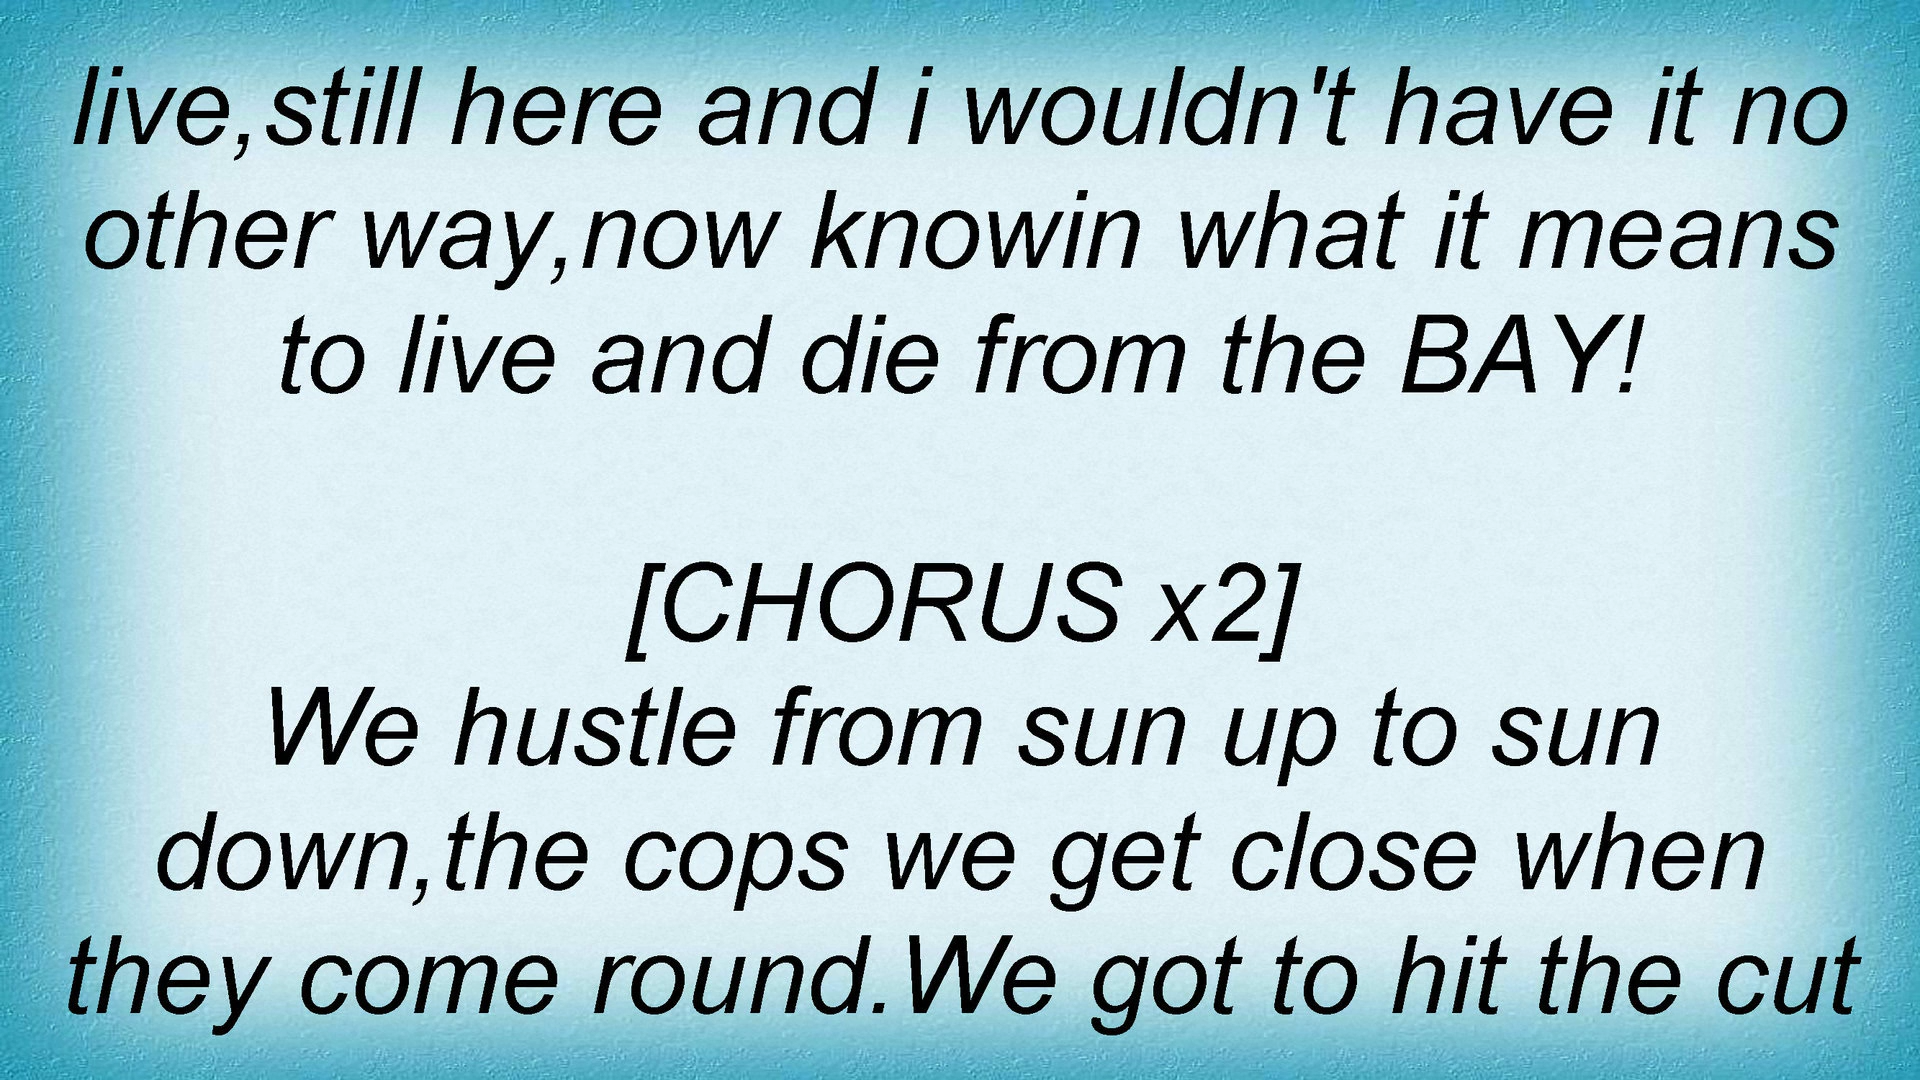 live,still here and i wouldn't have it no
other way,now knowin what it means
to live and die from the BAY!
[CHORUS x2]
We hustle from sun up to sun
down,the cops we get close when
they come round.We got to hit the cut